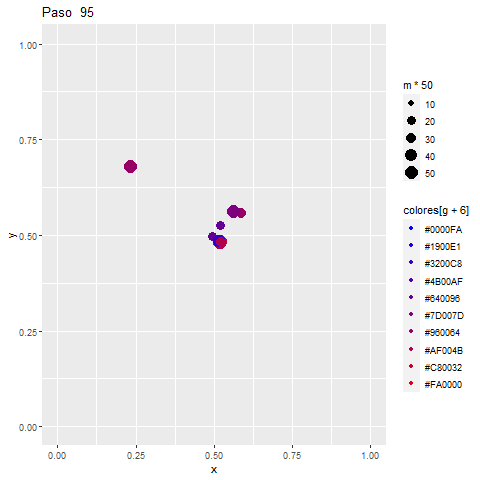 Paso 95
1.00
0.75
0.50
0.25
0.00
y
0.00 0.25 0.50 0.75 1.00
x
m * 50
10
20
30
40
50
colores[g + 6]
#0000FA
#1900E1
#3200C8
#4B00AF
#640096
#7D007D
#960064
#AF004B
#C80032
#FA0000